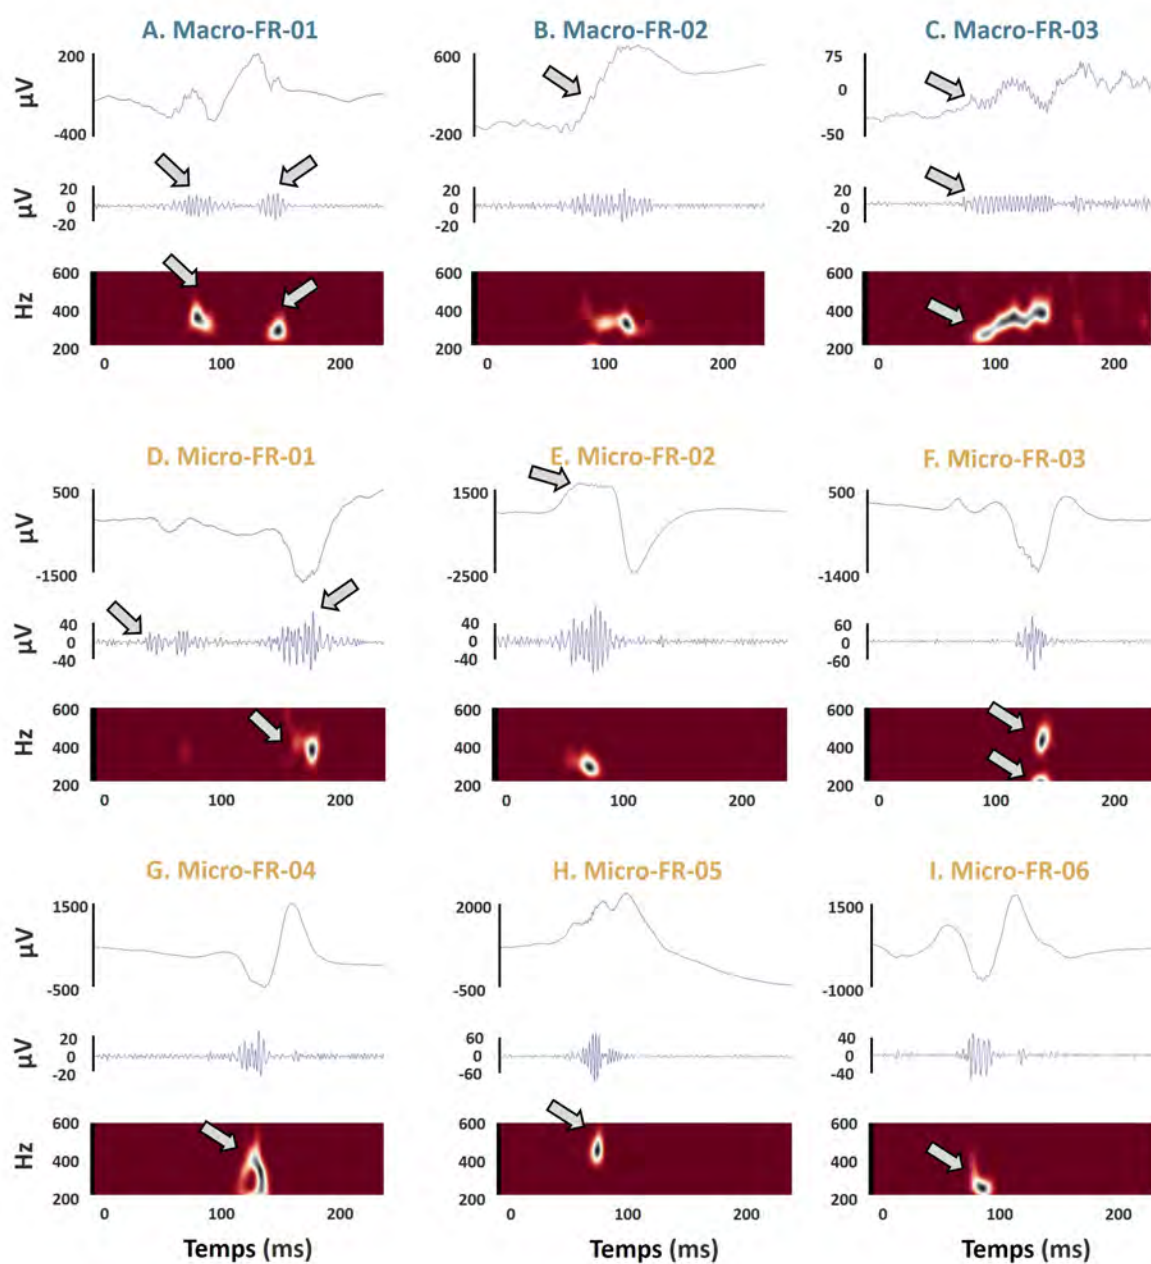 A. Macro-FR-01
B. Macro-FR-02
C. Macro-FR-03
200
-400
µV
600
-200
75
0
-50
µV
20
0
-20
20
0
-20
20
0
-20
Hz
600
400
200
600
400
200
600
400
200
0 100 200
0 100 200
0 100 200
D. Micro-FR-01
E. Micro-FR-02
F. Micro-FR-03
µV
500
-1500
1500
-2500
500
-1400
µV
40
0
-40
40
0
-40
60
0
-60
Hz
600
400
200
600
400
200
600
400
200
0 100 200
0 100 200
0 100 200
G. Micro-FR-04
H. Micro-FR-05
I. Micro-FR-06
µV
1500
-500
2000
-500
1500
-1000
µV
20
0
-20
60
0
-60
40
0
-40
Hz
600
400
200
600
400
200
600
400
200
0 100 200
0 100 200
0 100 200
Temps (ms)
Temps (ms)
Temps (ms)